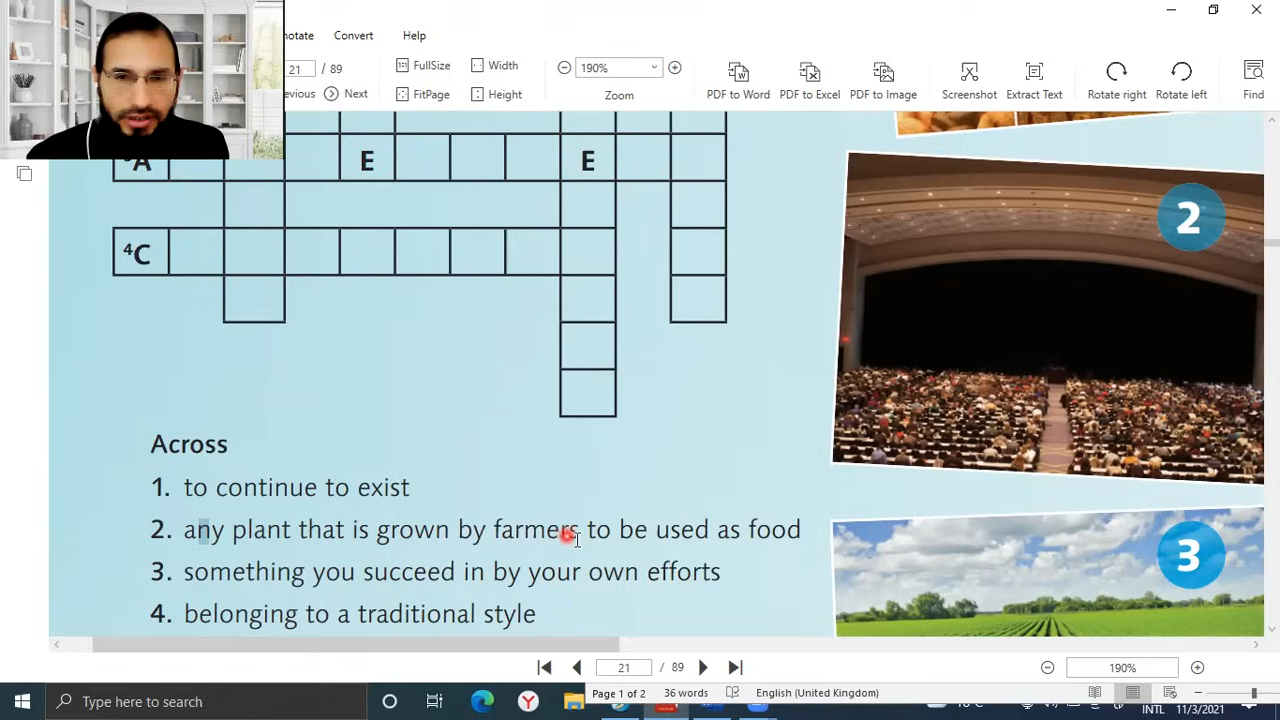 notate Convert Help
21 / 89
FullSize Width
190%
evious Next
FitPage Height
Zoom
PDF to Word PDF to Excel PDF to Image Screenshot Extract Text Rotate right Rotate left Find
A E E
4C
2
3
Across
1. to continue to exist
2. any plant that is grown by farmers to be used as food
3. something you succeed in by your own efforts
4. belonging to a traditional style
21 / 89
190%
Page 1 of 2 36 words English (United Kingdom)
Type here to search
INTL 11/3/2021